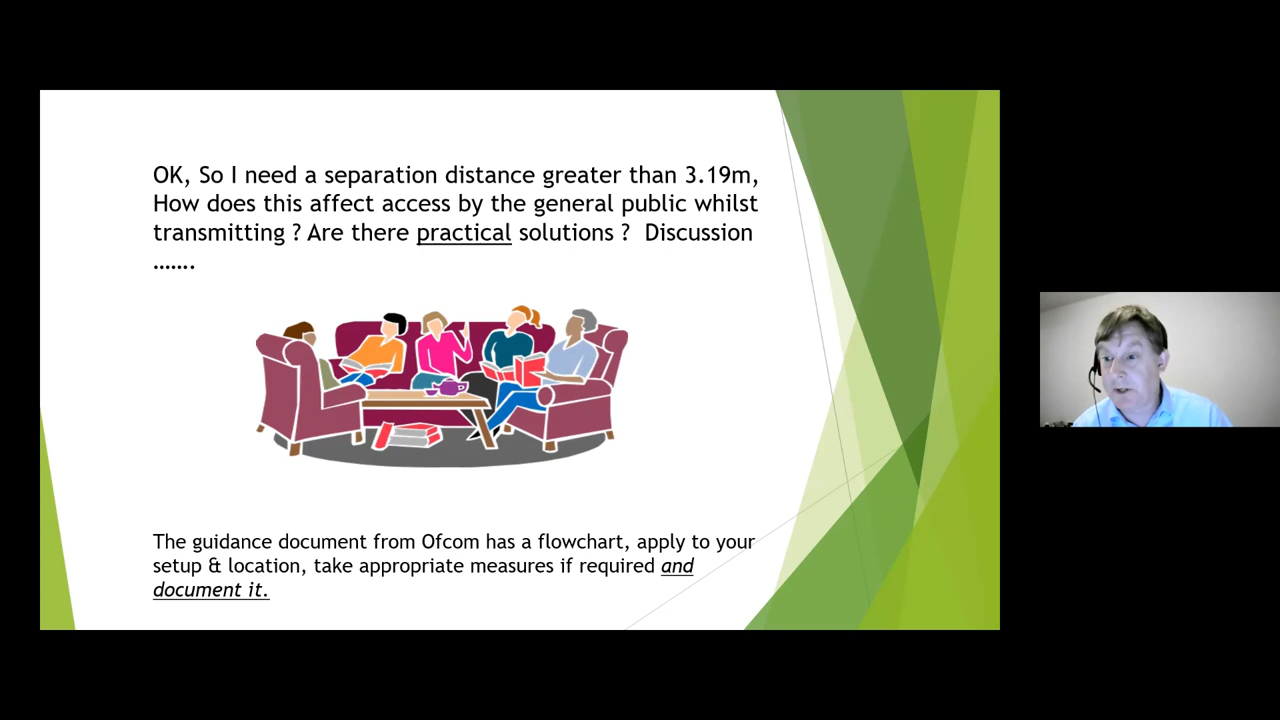 OK, So I need a separation distance greater than 3.19m,
How does this affect access by the general public whilst
transmitting ? Are there practical solutions ?  Discussion
…….
The guidance document from Ofcom has a flowchart, apply to your
setup & location, take appropriate measures if required and
document it.